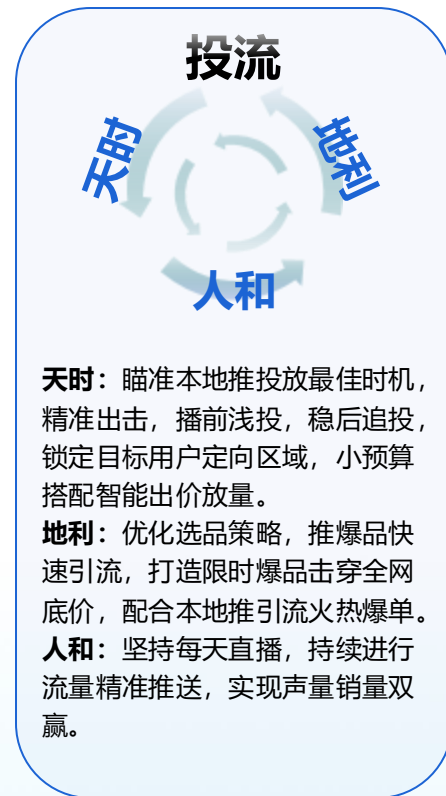 投流
天时
地利
人和
天时：瞄准本地推投放最佳时机，
精准出击，播前浅投，稳后追投，
锁定目标用户定向区域，小预算
搭配智能出价放量。
地利：优化选品策略，推爆品快
速引流，打造限时爆品击穿全网
底价，配合本地推引流火热爆单。
人和：坚持每天直播，持续进行
流量精准推送，实现声量销量双
赢。